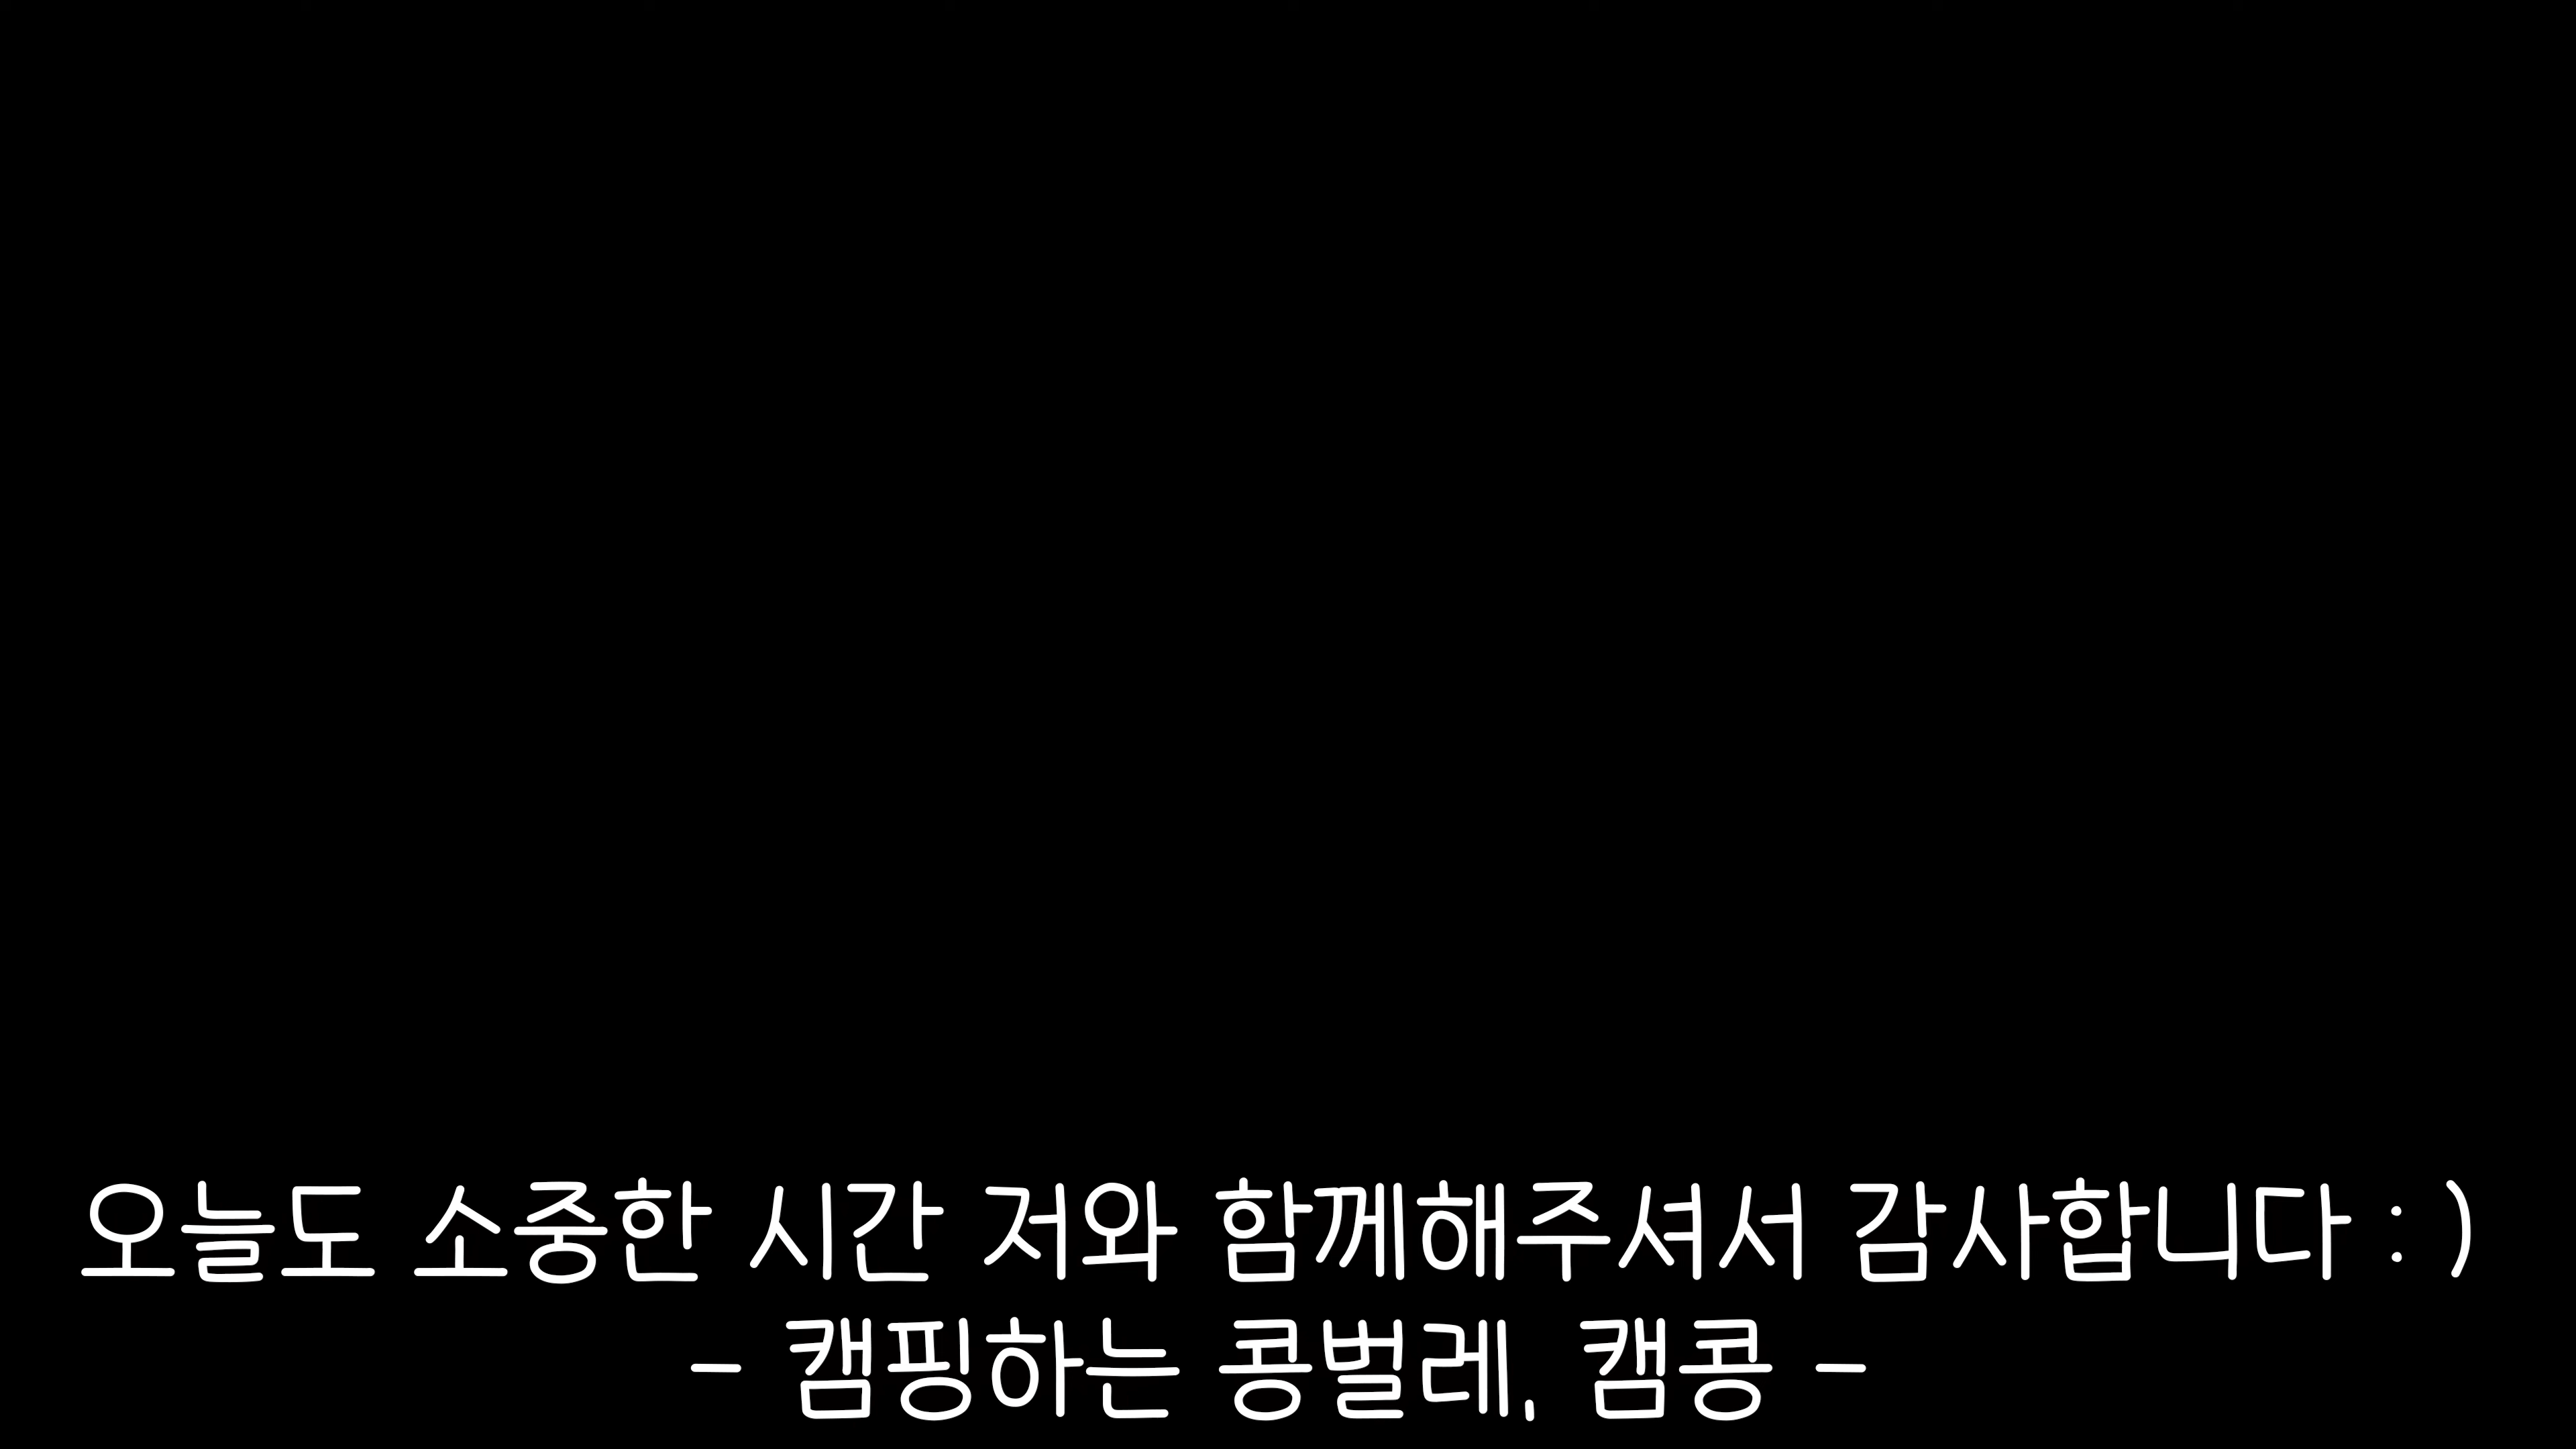 오늘도 소중한 시간 저와 함께해주셔서 감사합니다 : )
- 캠핑하는 콩벌레, 캠콩 -